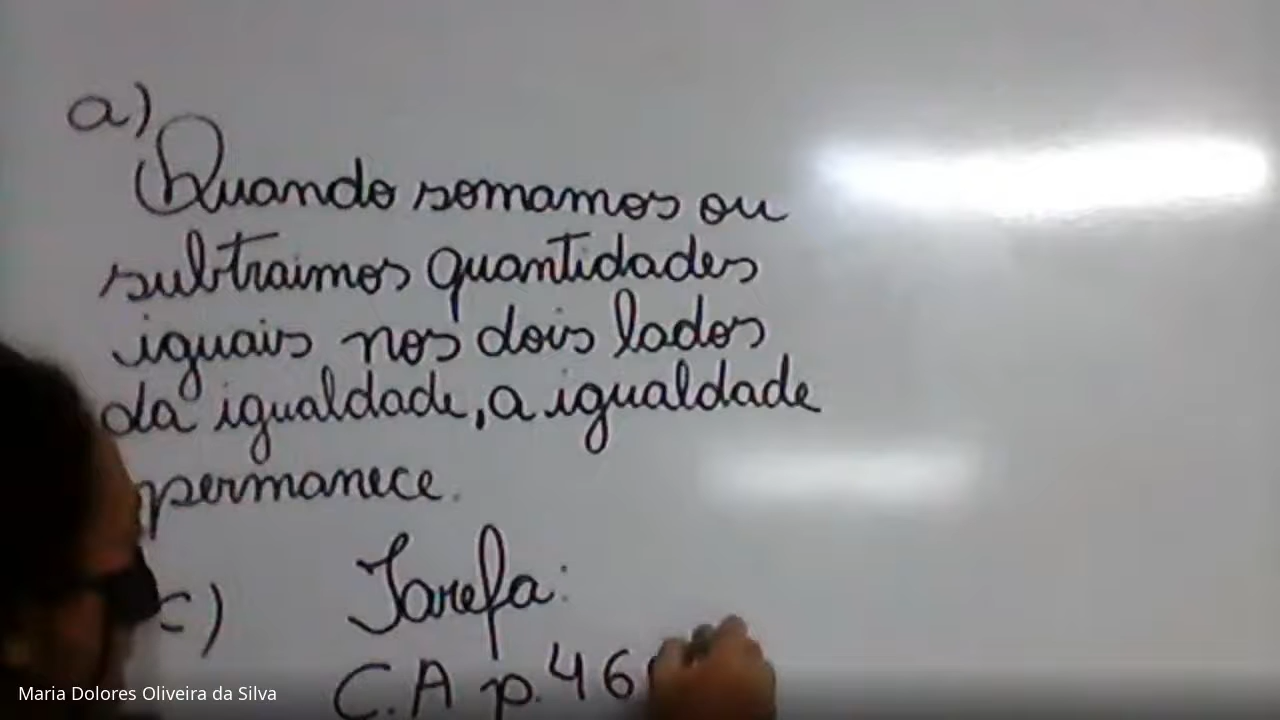 a)
Quando somamos ou
subtraimos quantidades
iguais nos dois lados
da igualdade, a igualdade
permanece.
c) Tarefa:
C.A p.46
Maria Dolores Oliveira da Silva